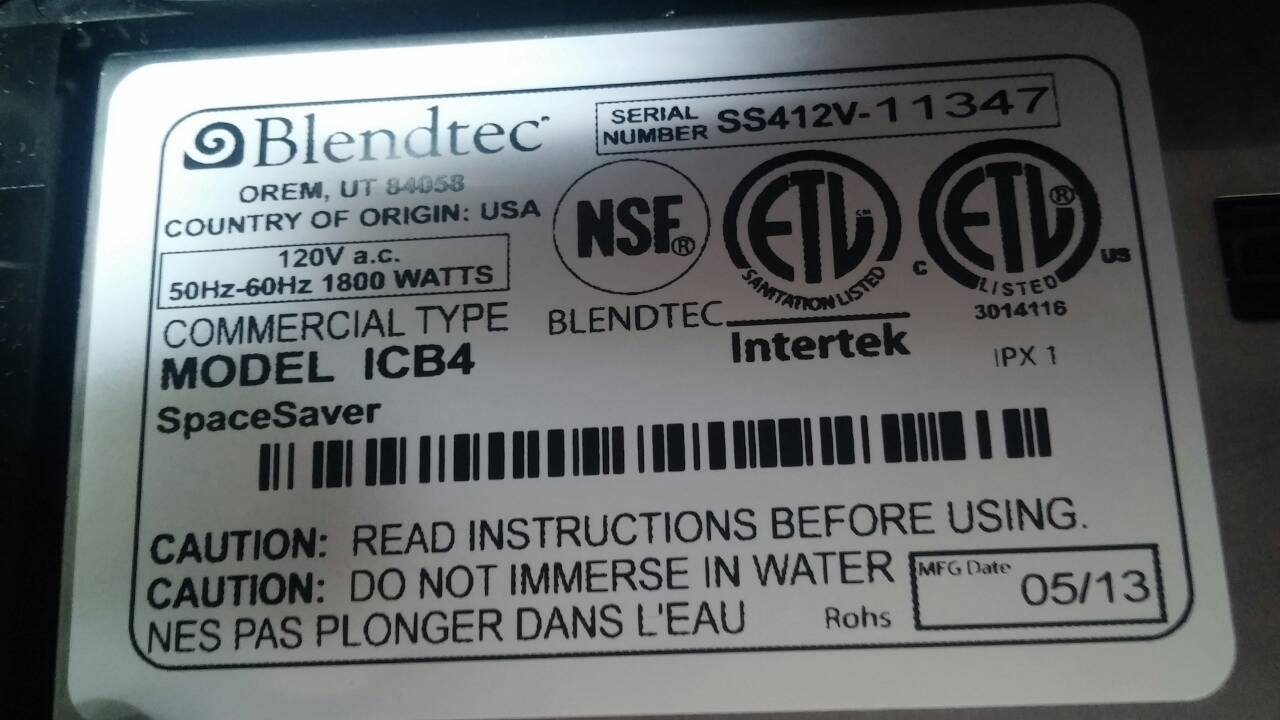 Blendtec
SERIAL NUMBER SS412V-11347
OREM, UT 84058
COUNTRY OF ORIGIN: USA
120V a.c.
50Hz-60Hz 1800 WATTS
COMMERCIAL TYPE
MODEL ICB4
SpaceSaver
NSF®
BLENDTEC
ETL
SANITATION LISTED
Intertek
C ETL® US
LISTED
3014116
IPX 1
CAUTION: READ INSTRUCTIONS BEFORE USING.
CAUTION: DO NOT IMMERSE IN WATER
NES PAS PLONGER DANS L'EAU
Rohs
MFG Date 05/13